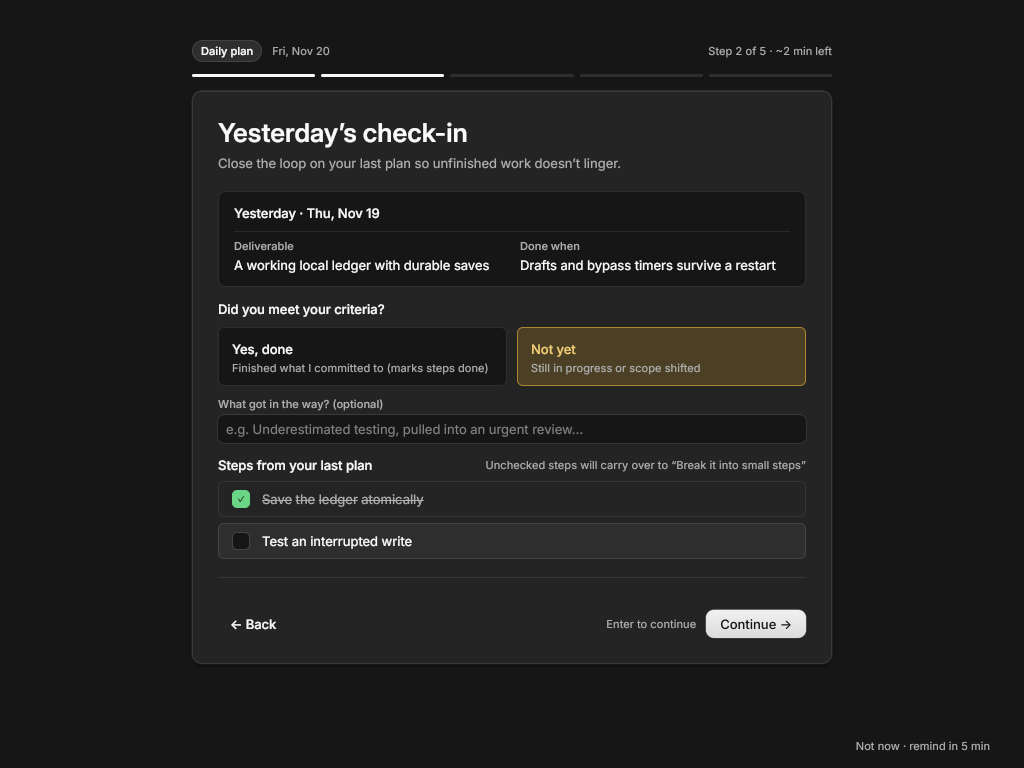 Daily plan Fri, Nov 20 Step 2 of 5 · ~2 min left
Yesterday’s check-in
Close the loop on your last plan so unfinished work doesn’t linger.
Yesterday · Thu, Nov 19
Deliverable
A working local ledger with durable saves
Done when
Drafts and bypass timers survive a restart
Did you meet your criteria?
Yes, done
Finished what I committed to (marks steps done)
Not yet
Still in progress or scope shifted
What got in the way? (optional)
e.g. Underestimated testing, pulled into an urgent review…
Steps from your last plan Unchecked steps will carry over to “Break it into small steps”
✓ Save the ledger atomically
Test an interrupted write
← Back Enter to continue Continue →
Not now · remind in 5 min